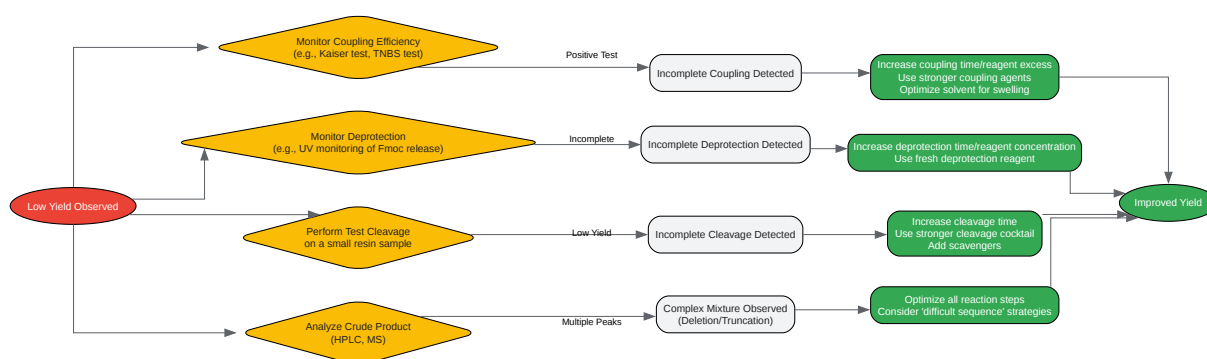 Monitor Coupling Efficiency
(e.g., Kaiser test, TNBS test)
Positive Test
Incomplete Coupling Detected
Increase coupling time/reagent excess
Use stronger coupling agents
Optimize solvent for swelling
Monitor Deprotection
(e.g., UV monitoring of Fmoc release)
Incomplete
Incomplete Deprotection Detected
Increase deprotection time/reagent concentration
Use fresh deprotection reagent
Low Yield Observed
Improved Yield
Perform Test Cleavage
on a small resin sample
Low Yield
Incomplete Cleavage Detected
Increase cleavage time
Use stronger cleavage cocktail
Add scavengers
Analyze Crude Product
(HPLC, MS)
Multiple Peaks
Complex Mixture Observed
(Deletion/Truncation)
Optimize all reaction steps
Consider 'difficult sequence' strategies